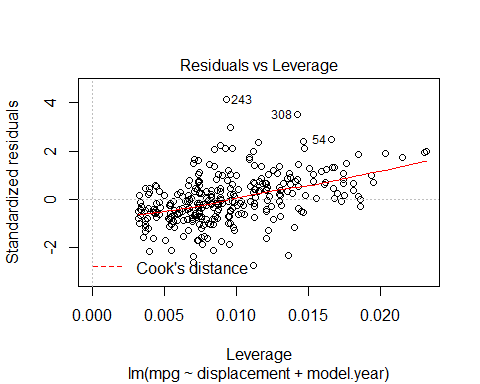 Residuals vs Leverage
Standardized residuals
4
2
0
-2
243
308
54
Cook's distance
0.000 0.005 0.010 0.015 0.020
Leverage
lm(mpg ~ displacement + model.year)